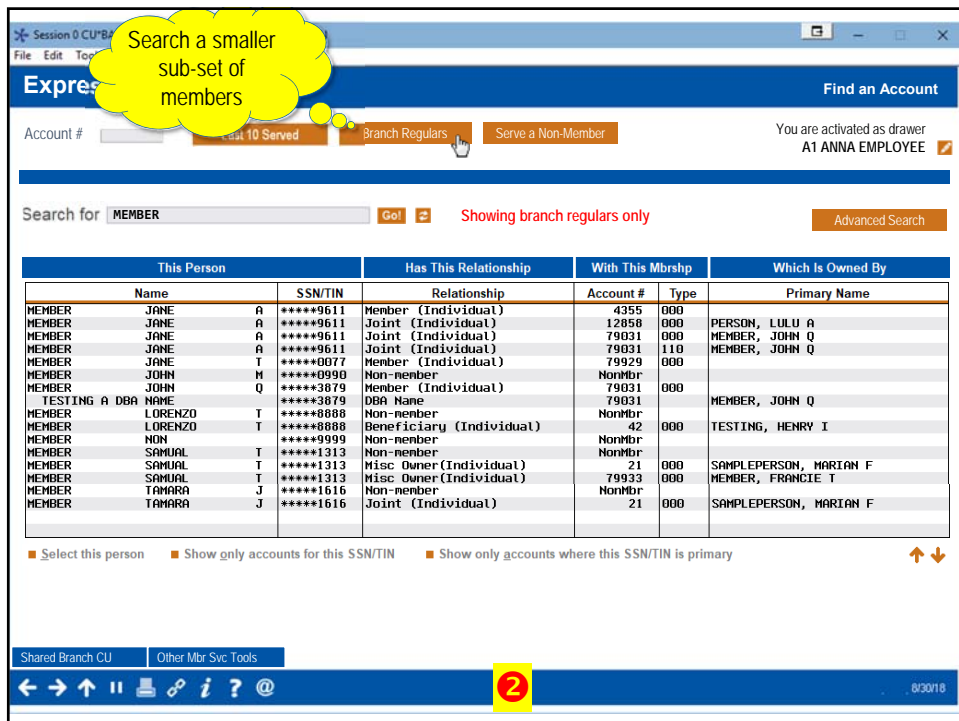 Session 0 CU*BA
File Edit Too
Search a smaller
sub-set of
members
Expres
Find an Account
Account #
ast 10 Served
Branch Regulars
Serve a Non-Member
You are activated as drawer
A1 ANNA EMPLOYEE
Search for MEMBER Go! Showing branch regulars only Advanced Search
This Person Has This Relationship With This Mbrshp Which Is Owned By
Name SSN/TIN Relationship Account # Type Primary Name
MEMBER JANE A *****9611 Member (Individual) 4355 000
MEMBER JANE A *****9611 Joint (Individual) 12858 000 PERSON, LULU A
MEMBER JANE A *****9611 Joint (Individual) 79031 000 MEMBER, JOHN Q
MEMBER JANE A *****9611 Joint (Individual) 79031 110 MEMBER, JOHN Q
MEMBER JANE T *****0077 Member (Individual) 79929 000
MEMBER JOHN M *****0990 Non-member NonMbr
MEMBER JOHN Q *****3879 Member (Individual) 79031 000
TESTING A DBA NAME *****3879 DBA Name 79031 MEMBER, JOHN Q
MEMBER LORENZO T *****8888 Non-member NonMbr
MEMBER LORENZO T *****8888 Beneficiary (Individual) 42 000 TESTING, HENRY I
MEMBER NON *****9999 Non-member NonMbr
MEMBER SAMUAL T *****1313 Non-member NonMbr
MEMBER SAMUAL T *****1313 Misc Owner(Individual) 21 000 SAMPLEPERSON, MARIAN F
MEMBER SAMUAL T *****1313 Misc Owner(Individual) 79933 000 MEMBER, FRANCIE T
MEMBER TAMARA J *****1616 Non-member NonMbr
MEMBER TAMARA J *****1616 Joint (Individual) 21 000 SAMPLEPERSON, MARIAN F
Select this person Show only accounts for this SSN/TIN Show only accounts where this SSN/TIN is primary
Shared Branch CU Other Mbr Svc Tools
2
8/30/18